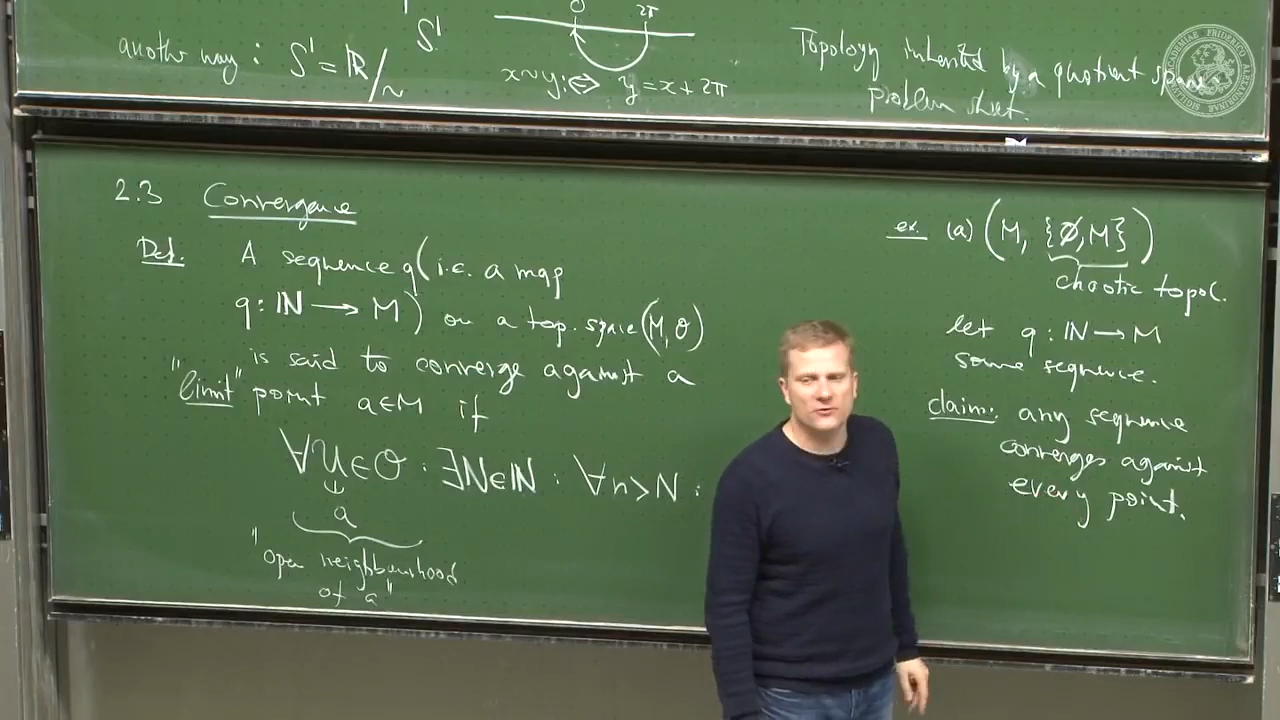 another way : S¹ = ℝ/~
S¹
0 2π
x ~ y :⇔ y = x + 2π
Topology inherited by a quotient space
problem sheet.
2.3 Convergence
Def. A sequence q (i.e. a map
q : ℕ → M) on a top. space (M, O)
is said to converge against a
"limit" point a ∈ M if
∀ U ∈ O : ∃ N ∈ ℕ : ∀ n > N :
a
"open neighbourhood
of a"
ex. (a) (M, {∅, M})
chaotic topol.
let q : ℕ → M
some sequence.
claim: any sequence
converges against
every point.